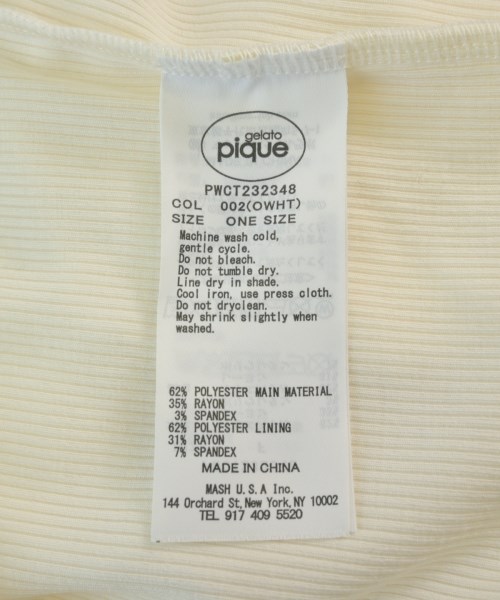 gelato
pique
PWCT232348
COL 002(OWHT)
SIZE ONE SIZE
Machine wash cold,
gentle cycle.
Do not bleach.
Do not tumble dry.
Line dry in shade.
Cool iron, use press cloth.
Do not dryclean.
May shrink slightly when
washed.
62% POLYESTER MAIN MATERIAL
35% RAYON
3% SPANDEX
62% POLYESTER LINING
31% RAYON
7% SPANDEX
MADE IN CHINA
MASH U.S.A Inc.
144 Orchard St, New York, NY 10002
TEL 917 409 5520